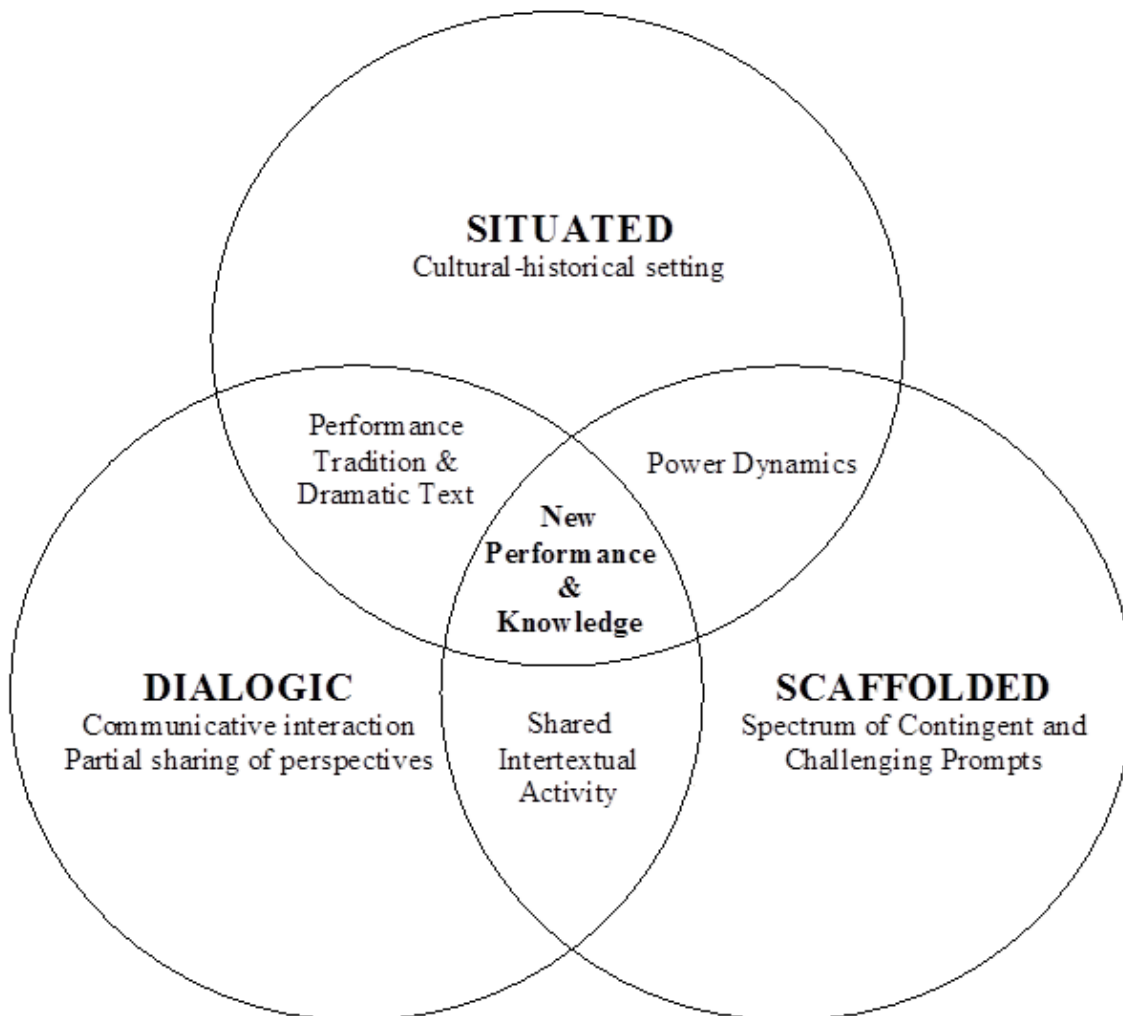 SITUATED
Cultural-historical setting
Performance
Tradition &
Dramatic Text
Power Dynamics
New
Performance
&
Knowledge
DIALOGIC
Communicative interaction
Partial sharing of perspectives
Shared
Intertextual
Activity
SCAFFOLDED
Spectrum of Contingent and
Challenging Prompts